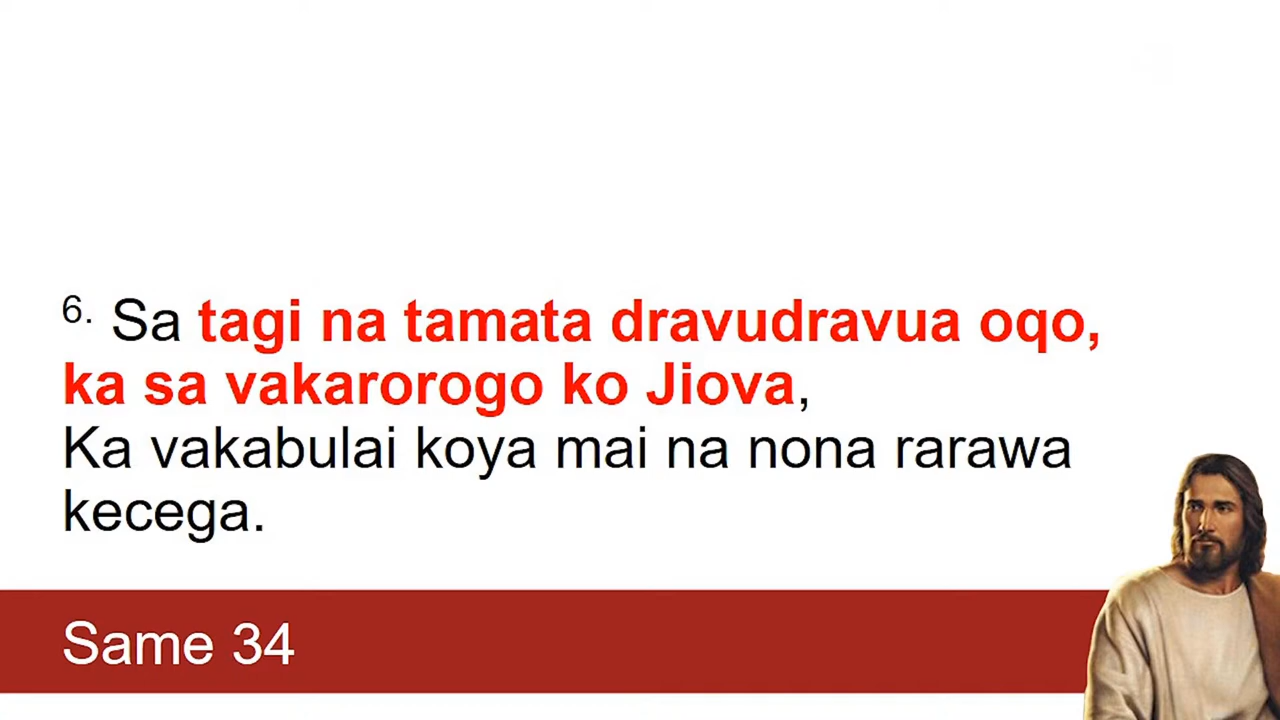 6. Sa tagi na tamata dravudravua oqo,
ka sa vakarorogo ko Jiova,
Ka vakabulai koya mai na nona rarawa
kecega.
Same 34